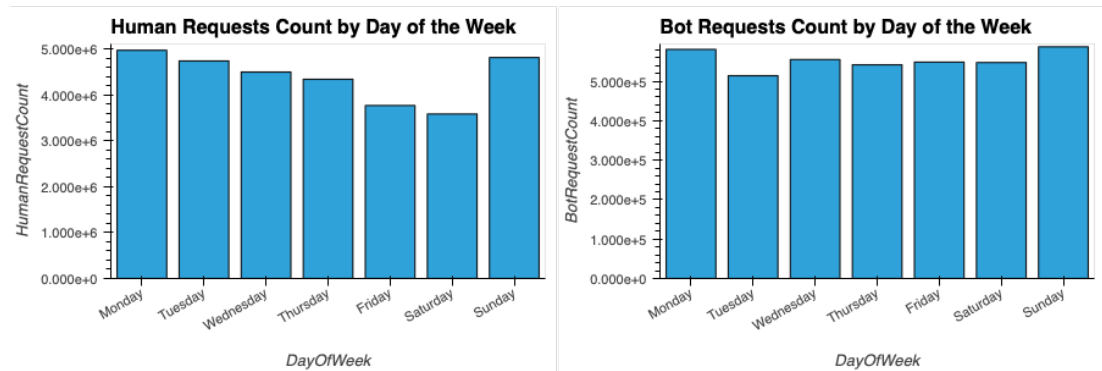 Human Requests Count by Day of the Week
HumanRequestCount
5.000e+6
4.000e+6
3.000e+6
2.000e+6
1.000e+6
0.000e+0
Monday
Tuesday
Wednesday
Thursday
Friday
Saturday
Sunday
DayOfWeek
Bot Requests Count by Day of the Week
BotRequestCount
5.000e+5
4.000e+5
3.000e+5
2.000e+5
1.000e+5
0.000e+0
Monday
Tuesday
Wednesday
Thursday
Friday
Saturday
Sunday
DayOfWeek